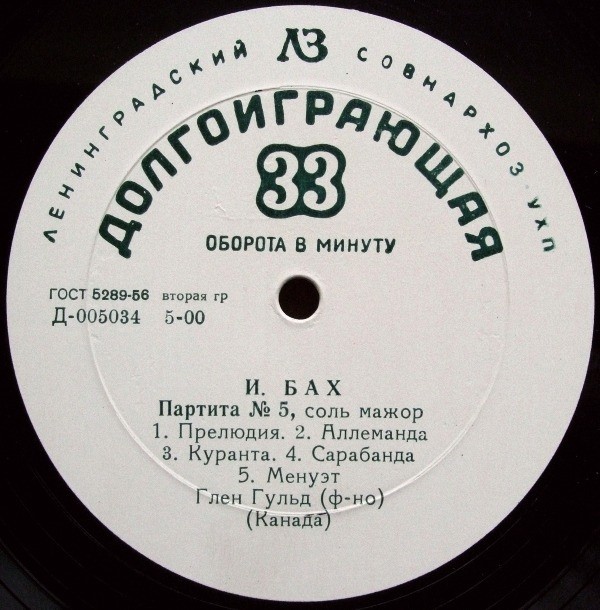 ЛЕНИНГРАДСКИЙ ЛЗ СОВНАРХОЗ·УХП
ДОЛГОИГРАЮЩАЯ
33
ОБОРОТА В МИНУТУ
ГОСТ 5289-56 вторая гр
Д-005034 5-00
И. БАХ
Партита № 5, соль мажор
1. Прелюдия. 2. Аллеманда
3. Куранта. 4. Сарабанда
5. Менуэт
Глен Гульд (ф-но)
(Канада)